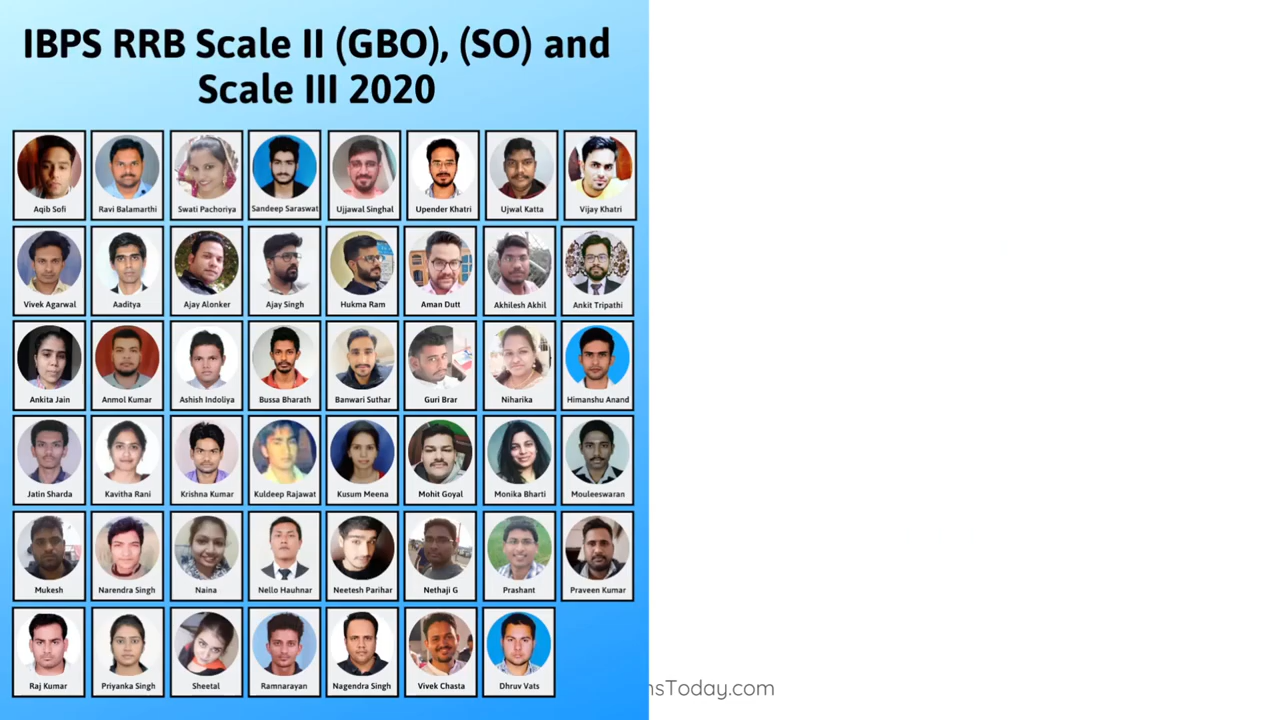 IBPS RRB Scale II (GBO), (SO) and
Scale III 2020
Aqib Sofi
Ravi Balamarthi
Swati Pachoriya
Sandeep Saraswat
Ujjawal Singhal
Upender Khatri
Ujwal Katta
Vijay Khatri
Vivek Agarwal
Aaditya
Ajay Alonker
Ajay Singh
Hukma Ram
Aman Dutt
Akhilesh Akhil
Ankit Tripathi
Ankita Jain
Anmol Kumar
Ashish Indoliya
Bussa Bharath
Banwari Suthar
Guri Brar
Niharika
Himanshu Anand
Jatin Sharda
Kavitha Rani
Krishna Kumar
Kuldeep Rajawat
Kusum Meena
Mohit Goyal
Monika Bharti
Mouleeswaran
Mukesh
Narendra Singh
Naina
Nello Hauhnar
Neetesh Parihar
Nethaji G
Prashant
Praveen Kumar
Raj Kumar
Priyanka Singh
Sheetal
Ramnarayan
Nagendra Singh
Vivek Chasta
Dhruv Vats
nsToday.com